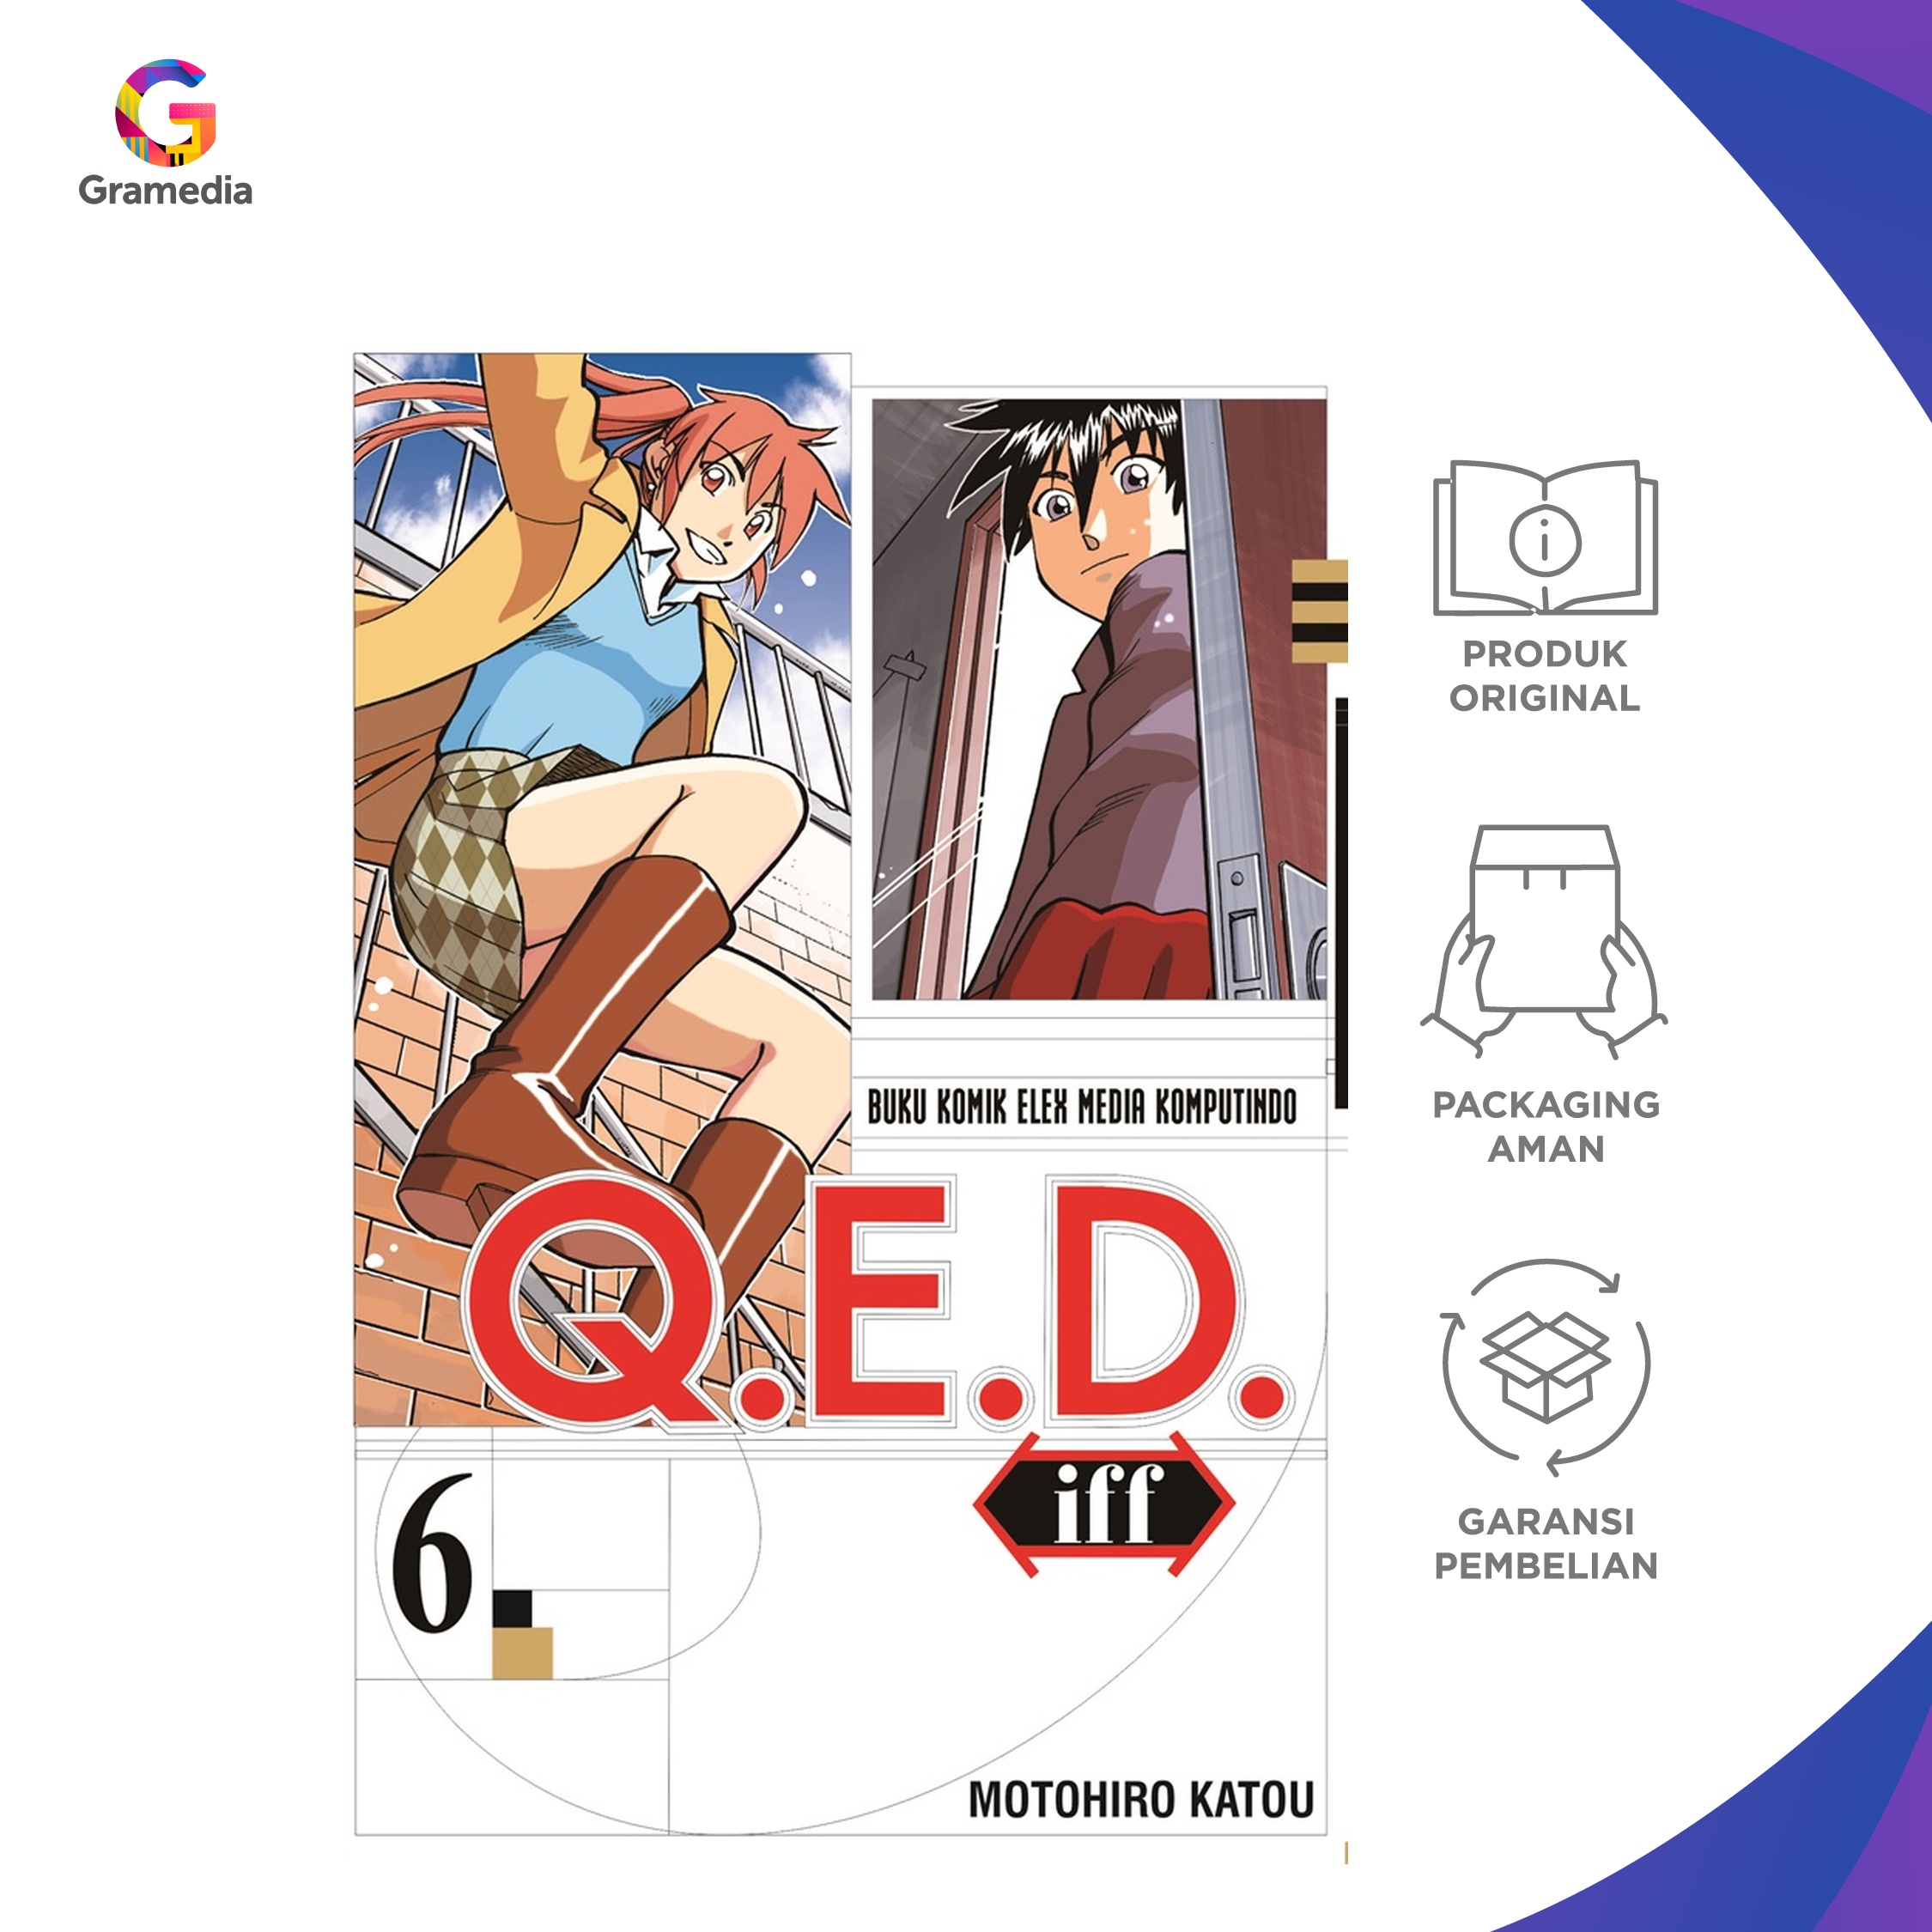 Gramedia
BUKU KOMIK ELEX MEDIA KOMPUTINDO
Q.E.D.
iff
6
MOTOHIRO KATOU
PRODUK
ORIGINAL
PACKAGING
AMAN
GARANSI
PEMBELIAN